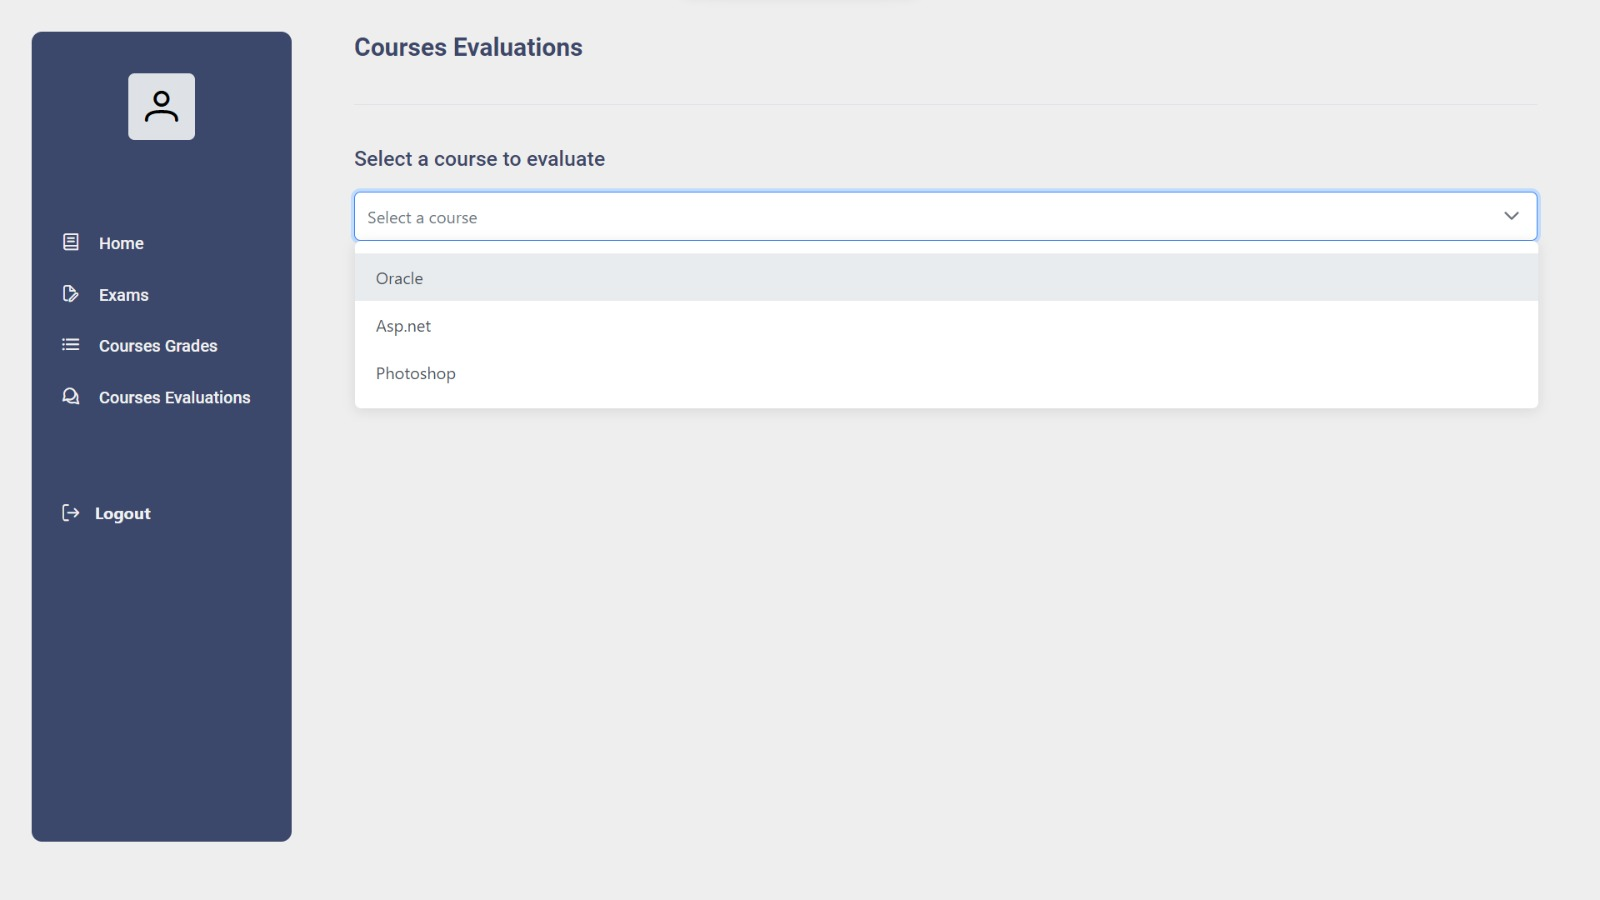 Home
Exams
Courses Grades
Courses Evaluations
Logout
Courses Evaluations
Select a course to evaluate
Select a course
Oracle
Asp.net
Photoshop